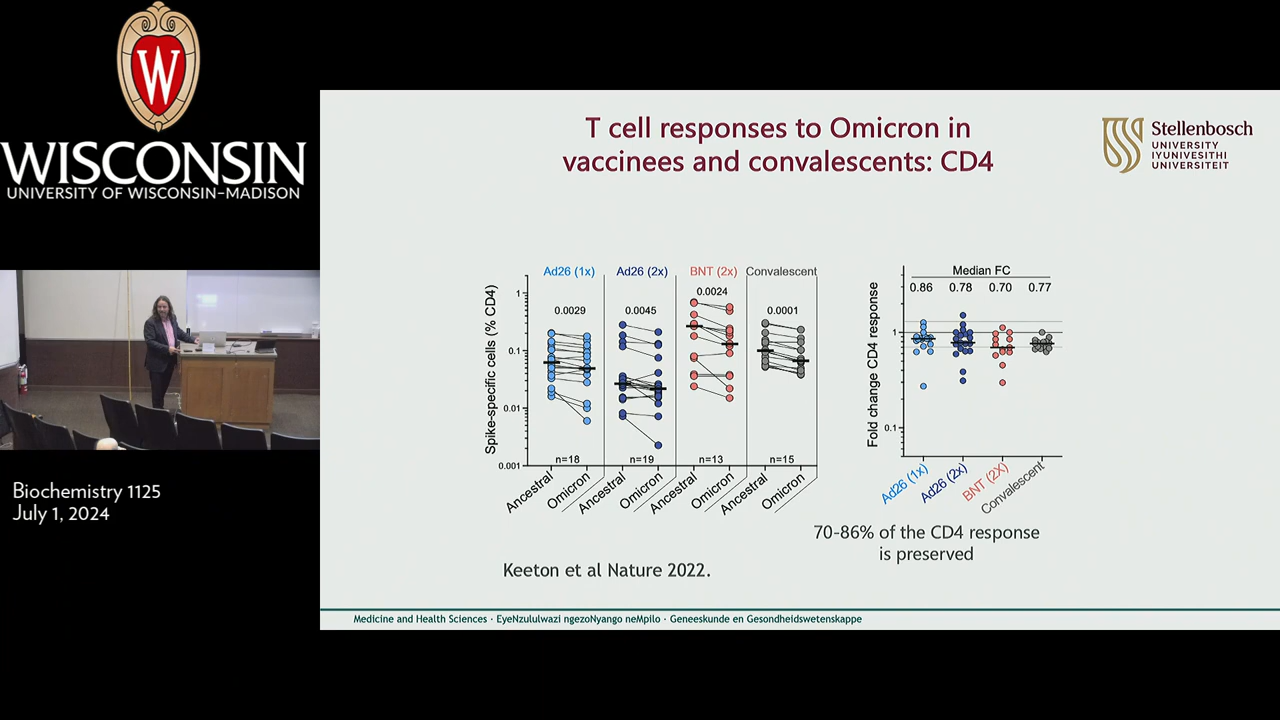 W
WISCONSIN
UNIVERSITY OF WISCONSIN-MADISON
Biochemistry 1125
July 1, 2024
T cell responses to Omicron in
vaccinees and convalescents: CD4
Stellenbosch
UNIVERSITY
IYUNIVESITHI
UNIVERSITEIT
Spike-specific cells (% CD4)
1
0.1
0.01
0.001
Ad26 (1x)
Ad26 (2x)
BNT (2x)
Convalescent
0.0029
0.0045
0.0024
0.0001
n=18
n=19
n=13
n=15
Ancestral
Omicron
Ancestral
Omicron
Ancestral
Omicron
Ancestral
Omicron
Fold change CD4 response
Median FC
0.86 0.78 0.70 0.77
1
0.1
Ad26 (1x)
Ad26 (2x)
BNT (2X)
Convalescent
70-86% of the CD4 response
is preserved
Keeton et al Nature 2022.
Medicine and Health Sciences · EyeNzululwazi ngezoNyango neMpilo · Geneeskunde en Gesondheidswetenskappe